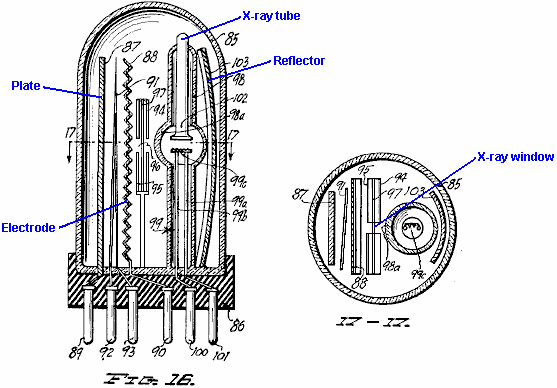 X-ray tube
87
88
85
Reflector
103
98
91
97
98a
Plate
94
102
17
17
96
95
99c
99a
99b
99
Electrode
89
92
93
90
100
101
86
FIG. 16.
X-ray window
95
94
97
103
85
87
91
88
98a
99c
17-17.